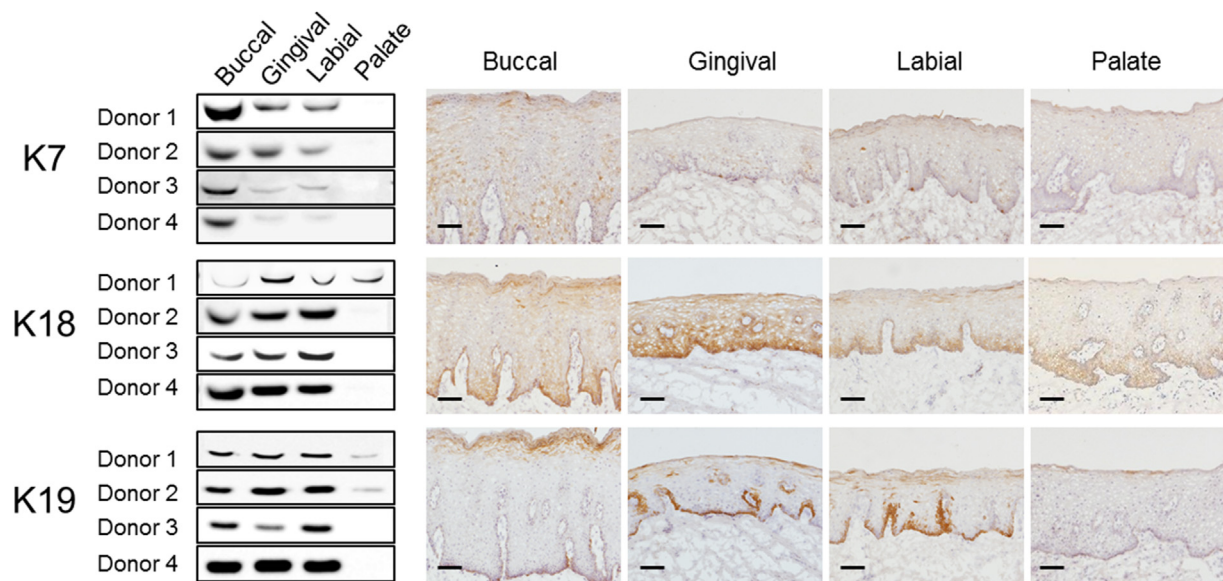 Buccal Gingival Labial Palate
Buccal Gingival Labial Palate
K7
Donor 1
Donor 2
Donor 3
Donor 4
K18
Donor 1
Donor 2
Donor 3
Donor 4
K19
Donor 1
Donor 2
Donor 3
Donor 4